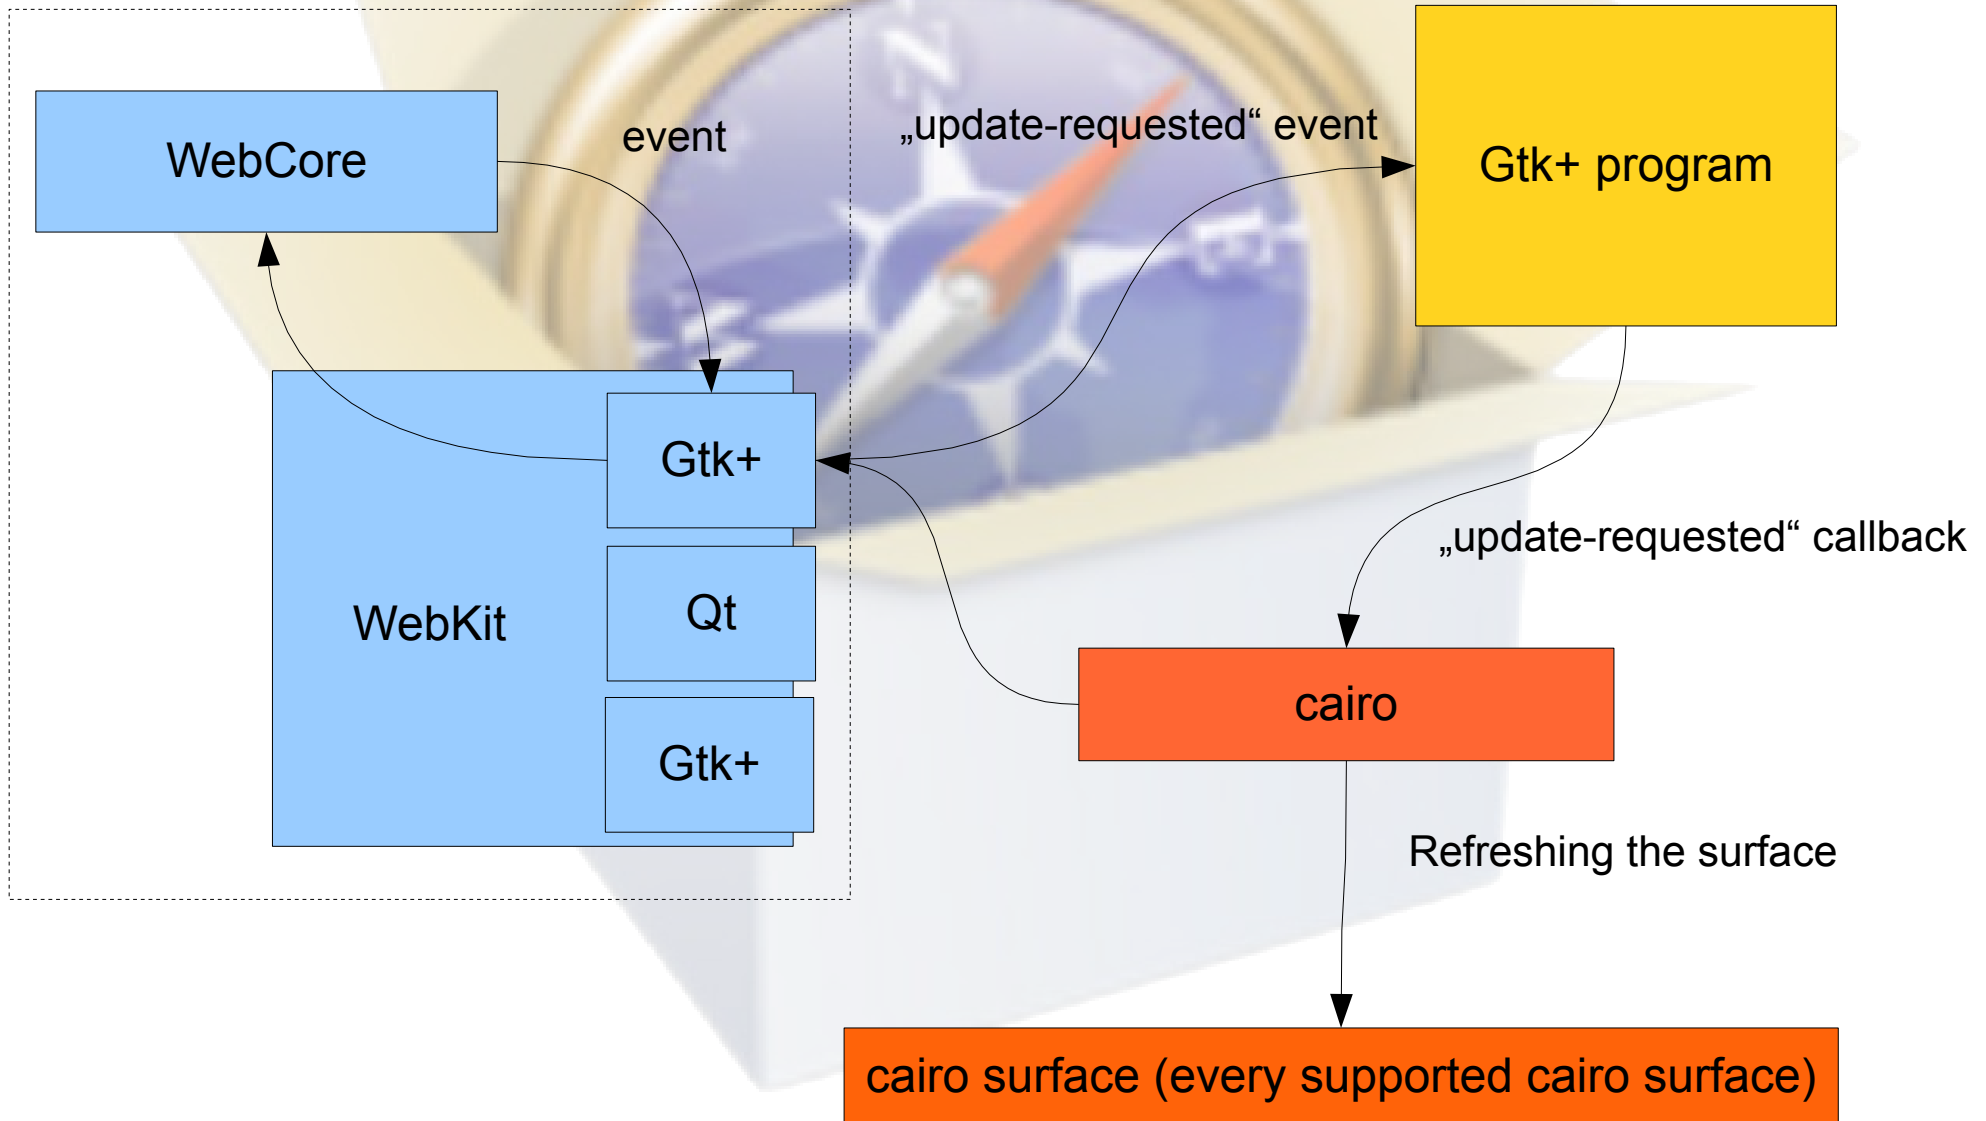 WebCore
event
„update-requested“ event
Gtk+ program
Gtk+
„update-requested“ callback
WebKit
Qt
cairo
Gtk+
Refreshing the surface
cairo surface (every supported cairo surface)
N
E